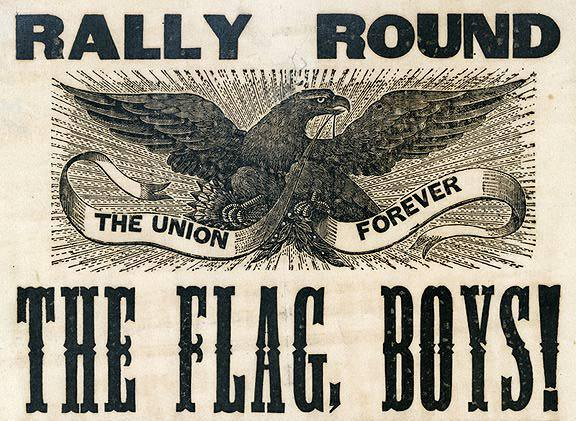 RALLY ROUND
THE UNION FOREVER
THE FLAG, BOYS!